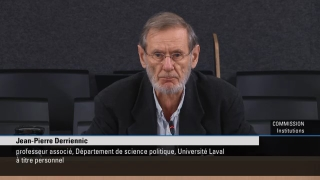 COMMISSION
Institutions
Jean-Pierre Derriennic
professeur associé, Département de science politique, Université Laval
à titre personnel